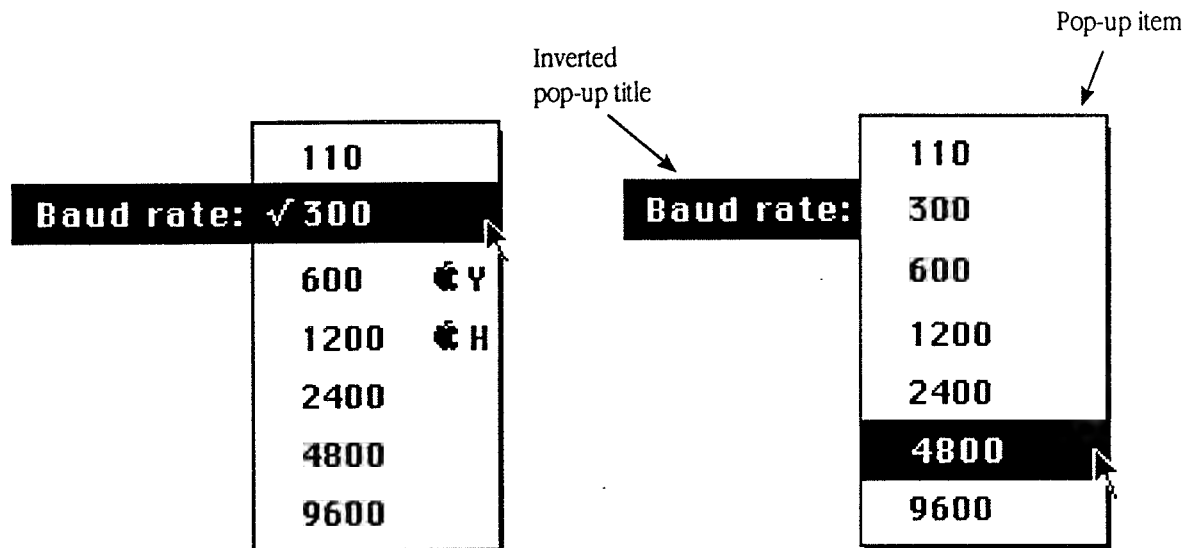 Pop-up item
Inverted
pop-up title
110
Baud rate: √ 300
600 Y
1200 H
2400
4800
9600
110
Baud rate: 300
600
1200
2400
4800
9600